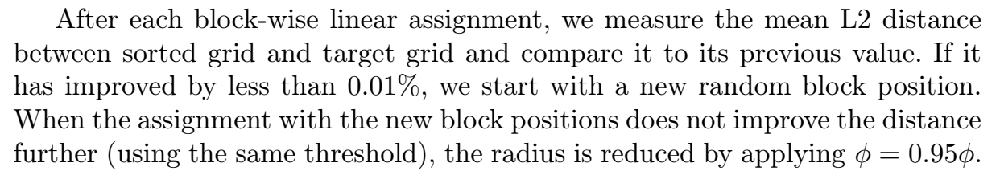 After each block-wise linear assignment, we measure the mean L2 distance
between sorted grid and target grid and compare it to its previous value. If it
has improved by less than 0.01%, we start with a new random block position.
When the assignment with the new block positions does not improve the distance
further (using the same threshold), the radius is reduced by applying ϕ = 0.95ϕ.